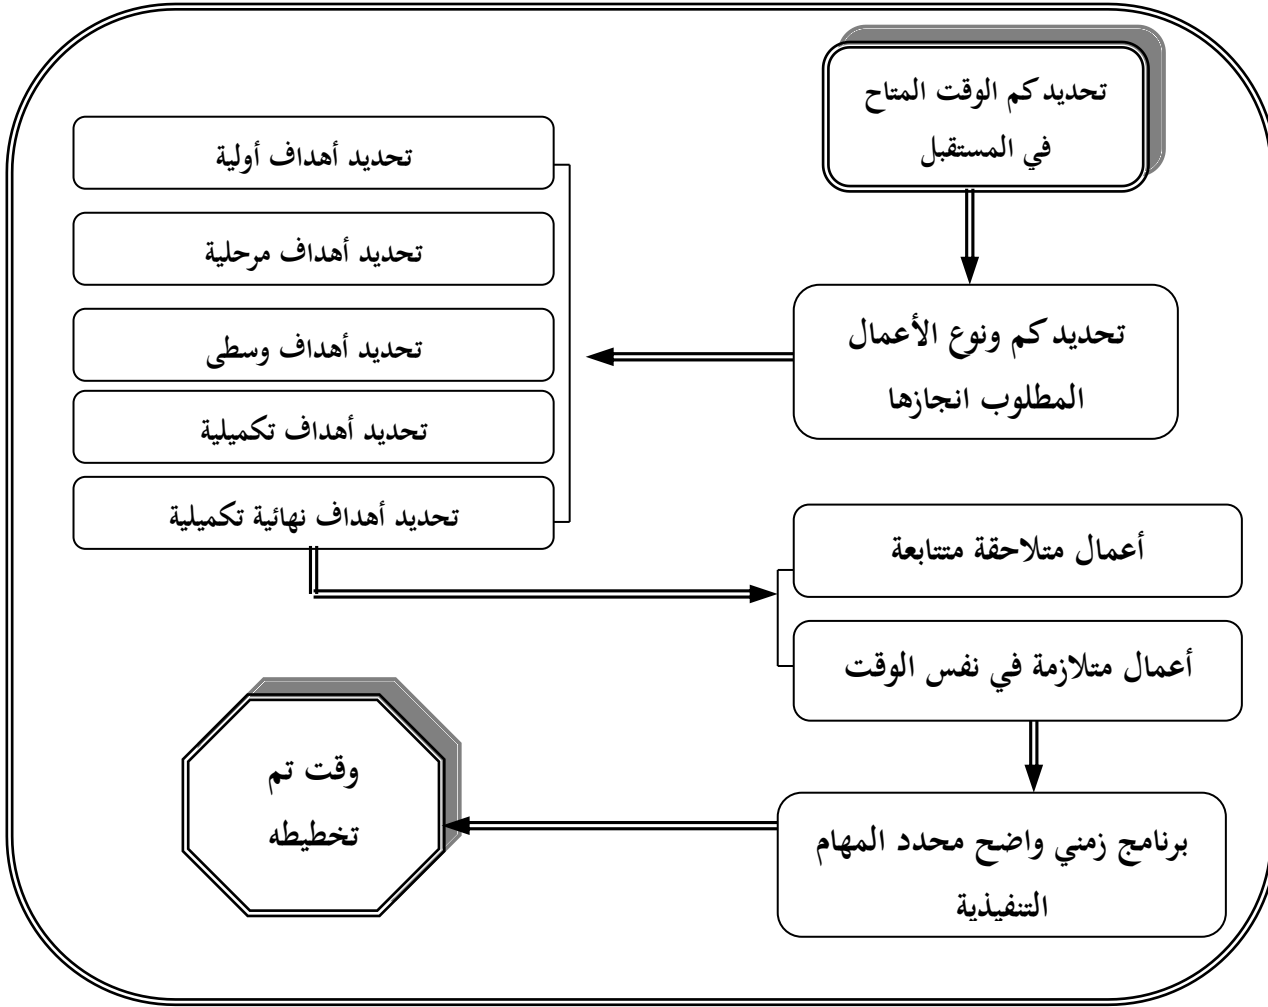 تحديد كم الوقت المتاح
في المستقبل
تحديد كم ونوع الأعمال
المطلوب انجازها
تحديد أهداف أولية
تحديد أهداف مرحلية
تحديد أهداف وسطى
تحديد أهداف تكميلية
تحديد أهداف نهائية تكميلية
أعمال متلاحقة متتابعة
أعمال متلازمة في نفس الوقت
برنامج زمني واضح محدد المهام
التنفيذية
وقت تم
تخطيطه